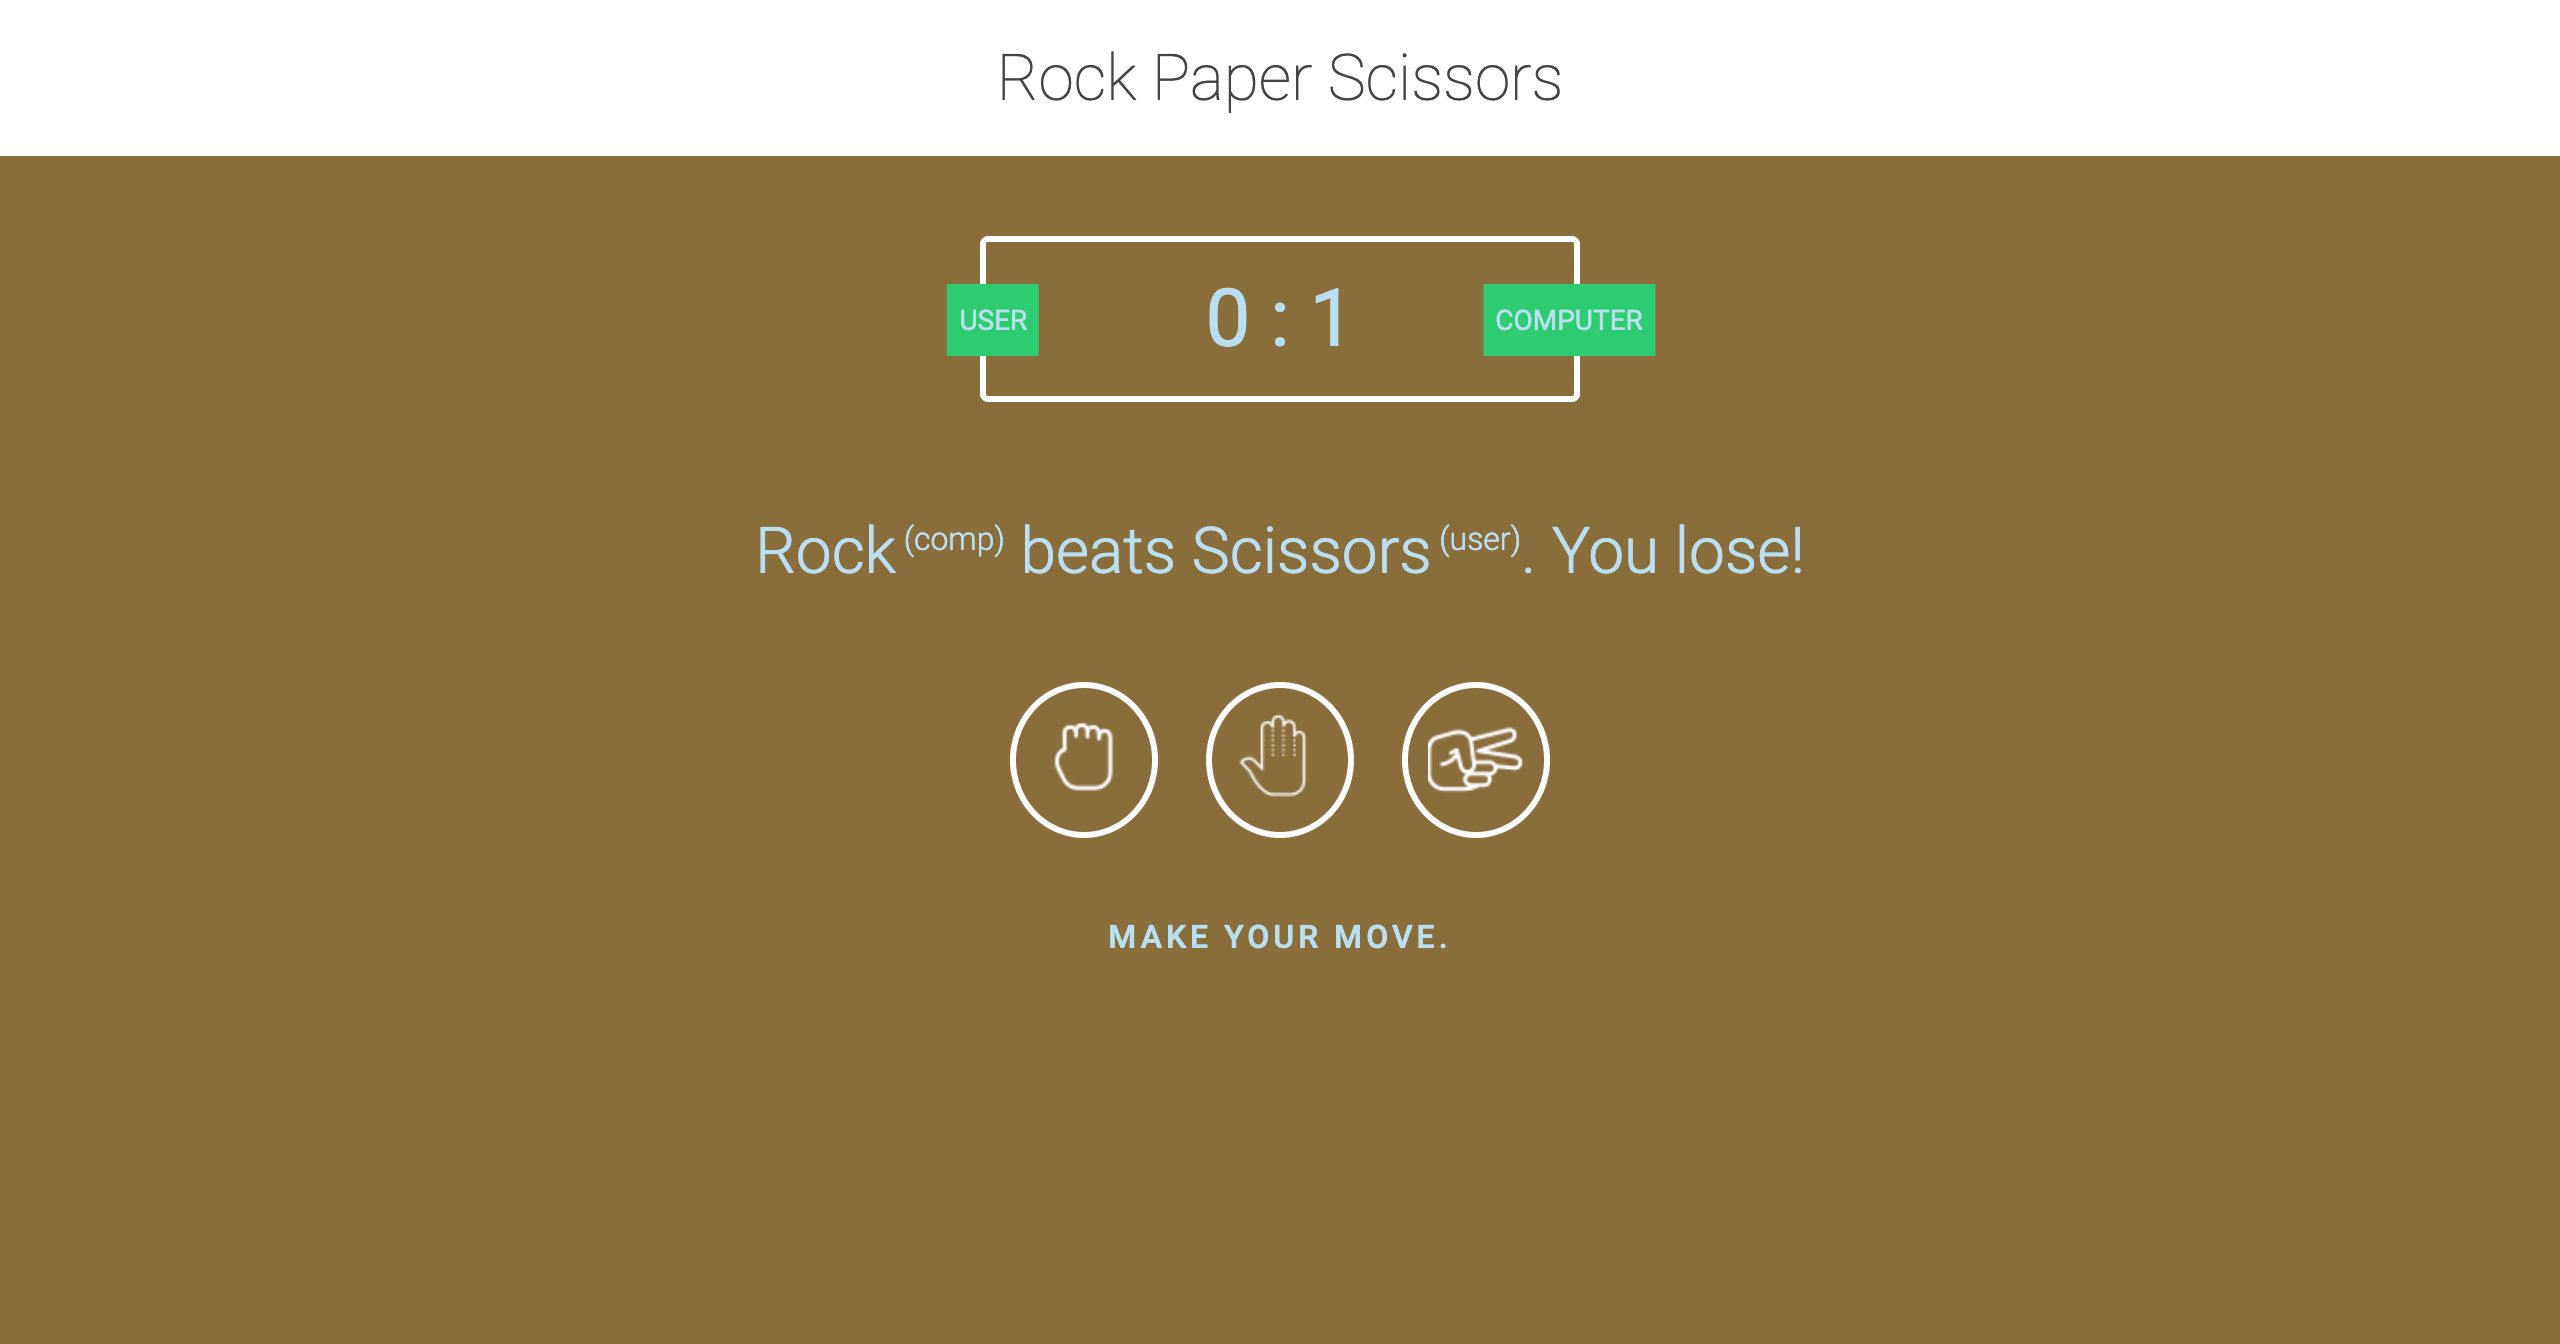 Rock Paper Scissors
USER
0 : 1
COMPUTER
Rock (comp) beats Scissors (user). You lose!
MAKE YOUR MOVE.